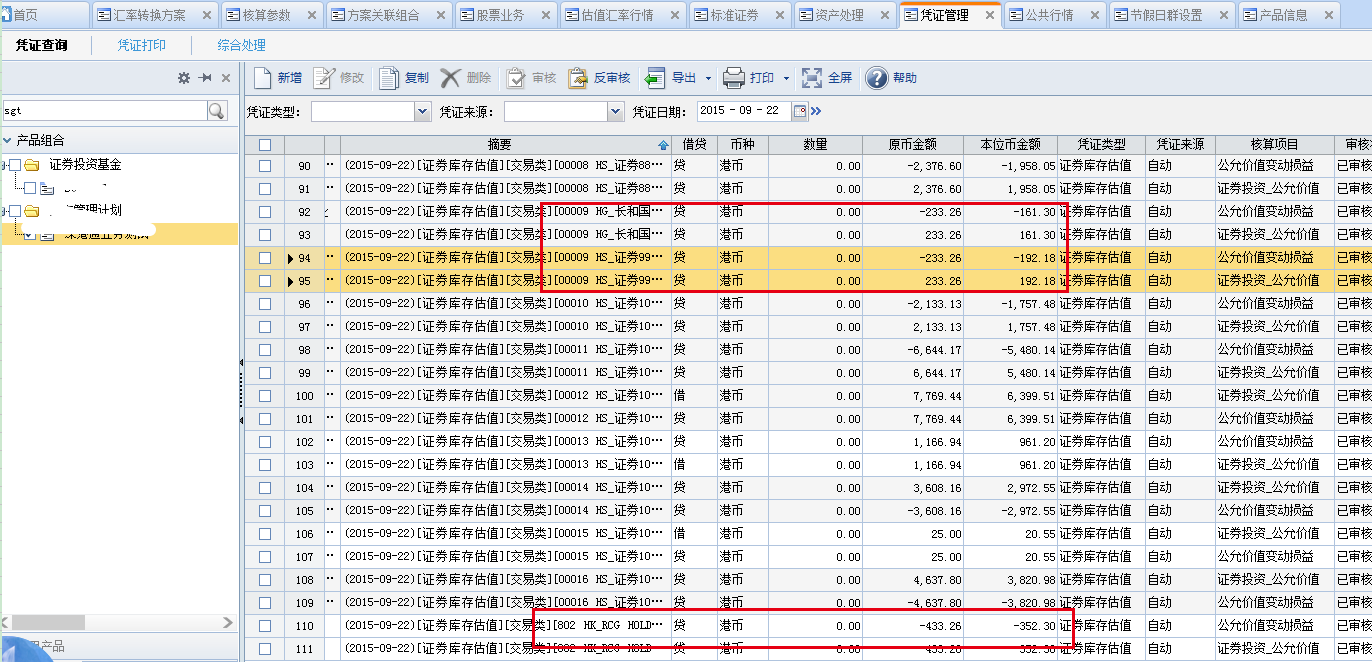 首页 汇率转换方案 核算参数 方案关联组合 股票业务 估值汇率行情 标准证券 资产处理 凭证管理 公共行情 节假日群设置 产品信息
凭证查询 凭证打印 综合处理
新增 修改 复制 删除 审核 反审核 导出 打印 全屏 帮助
sgt
凭证类型: 凭证来源: 凭证日期: 2015-09-22
产品组合
证券投资基金
管理计划
摘要 借贷 币种 数量 原币金额 本位币金额 凭证类型 凭证来源 核算项目 审核
90 (2015-09-22)[证券库存估值][交易类][00008 HS_证券88… 贷 港币 0.00 -2,376.60 -1,958.05 证券库存估值 自动 公允价值变动损益 已审核
91 (2015-09-22)[证券库存估值][交易类][00008 HS_证券88… 贷 港币 0.00 2,376.60 1,958.05 证券库存估值 自动 证券投资_公允价值 已审核
92 (2015-09-22)[证券库存估值][交易类][00009 HG_长和国… 贷 港币 0.00 -233.26 -161.30 证券库存估值 自动 公允价值变动损益 已审核
93 (2015-09-22)[证券库存估值][交易类][00009 HG_长和国… 贷 港币 0.00 233.26 161.30 证券库存估值 自动 证券投资_公允价值 已审核
94 (2015-09-22)[证券库存估值][交易类][00009 HS_证券99… 贷 港币 0.00 -233.26 -192.18 证券库存估值 自动 公允价值变动损益 已审核
95 (2015-09-22)[证券库存估值][交易类][00009 HS_证券99… 贷 港币 0.00 233.26 192.18 证券库存估值 自动 证券投资_公允价值 已审核
96 (2015-09-22)[证券库存估值][交易类][00010 HS_证券10… 贷 港币 0.00 -2,133.13 -1,757.48 证券库存估值 自动 公允价值变动损益 已审核
97 (2015-09-22)[证券库存估值][交易类][00010 HS_证券10… 贷 港币 0.00 2,133.13 1,757.48 证券库存估值 自动 证券投资_公允价值 已审核
98 (2015-09-22)[证券库存估值][交易类][00011 HS_证券10… 贷 港币 0.00 -6,644.17 -5,480.14 证券库存估值 自动 公允价值变动损益 已审核
99 (2015-09-22)[证券库存估值][交易类][00011 HS_证券10… 贷 港币 0.00 6,644.17 5,480.14 证券库存估值 自动 证券投资_公允价值 已审核
100 (2015-09-22)[证券库存估值][交易类][00012 HS_证券10… 借 港币 0.00 7,769.44 6,399.51 证券库存估值 自动 证券投资_公允价值 已审核
101 (2015-09-22)[证券库存估值][交易类][00012 HS_证券10… 贷 港币 0.00 7,769.44 6,399.51 证券库存估值 自动 公允价值变动损益 已审核
102 (2015-09-22)[证券库存估值][交易类][00013 HS_证券10… 贷 港币 0.00 1,166.94 961.20 证券库存估值 自动 公允价值变动损益 已审核
103 (2015-09-22)[证券库存估值][交易类][00013 HS_证券10… 借 港币 0.00 1,166.94 961.20 证券库存估值 自动 证券投资_公允价值 已审核
104 (2015-09-22)[证券库存估值][交易类][00014 HS_证券10… 贷 港币 0.00 3,608.16 2,972.55 证券库存估值 自动 证券投资_公允价值 已审核
105 (2015-09-22)[证券库存估值][交易类][00014 HS_证券10… 贷 港币 0.00 -3,608.16 -2,972.55 证券库存估值 自动 公允价值变动损益 已审核
106 (2015-09-22)[证券库存估值][交易类][00015 HS_证券10… 借 港币 0.00 25.00 20.55 证券库存估值 自动 证券投资_公允价值 已审核
107 (2015-09-22)[证券库存估值][交易类][00015 HS_证券10… 贷 港币 0.00 25.00 20.55 证券库存估值 自动 公允价值变动损益 已审核
108 (2015-09-22)[证券库存估值][交易类][00016 HS_证券10… 贷 港币 0.00 4,637.80 3,820.98 证券库存估值 自动 证券投资_公允价值 已审核
109 (2015-09-22)[证券库存估值][交易类][00016 HS_证券10… 贷 港币 0.00 -4,637.80 -3,820.98 证券库存估值 自动 公允价值变动损益 已审核
110 (2015-09-22)[证券库存估值][交易类][802 HK_RCG HOLD… 贷 港币 0.00 -433.26 -352.30 证券库存估值 自动 公允价值变动损益 已审核
111 (2015-09-22)[证券库存估值][交易类][802 HK_RCG HOLD 贷 港币 0.00 433.26 352.30 证券库存估值 自动 证券投资_公允价值 已审核
产品